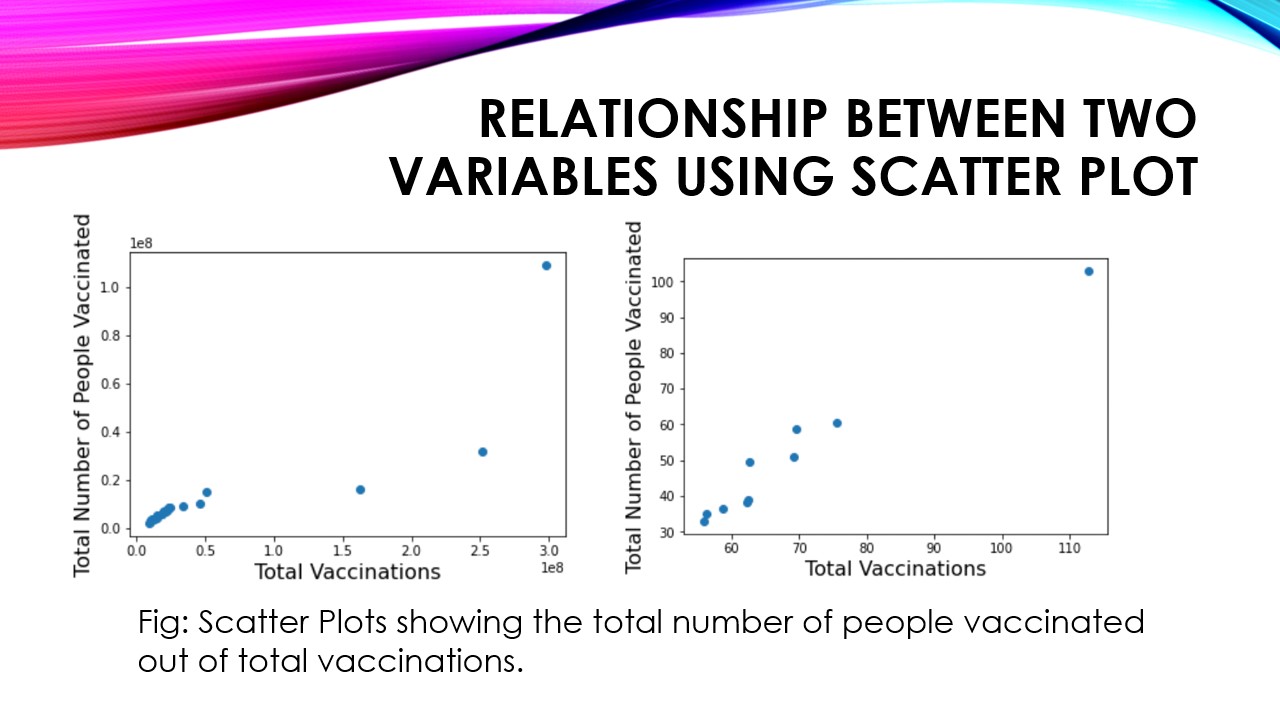 RELATIONSHIP BETWEEN TWO
VARIABLES USING SCATTER PLOT
Total Number of People Vaccinated
1e8
1.0
0.8
0.6
0.4
0.2
0.0
0.0 0.5 1.0 1.5 2.0 2.5 3.0
1e8
Total Vaccinations
Total Number of People Vaccinated
100
90
80
70
60
50
40
30
60 70 80 90 100 110
Total Vaccinations
Fig: Scatter Plots showing the total number of people vaccinated
out of total vaccinations.